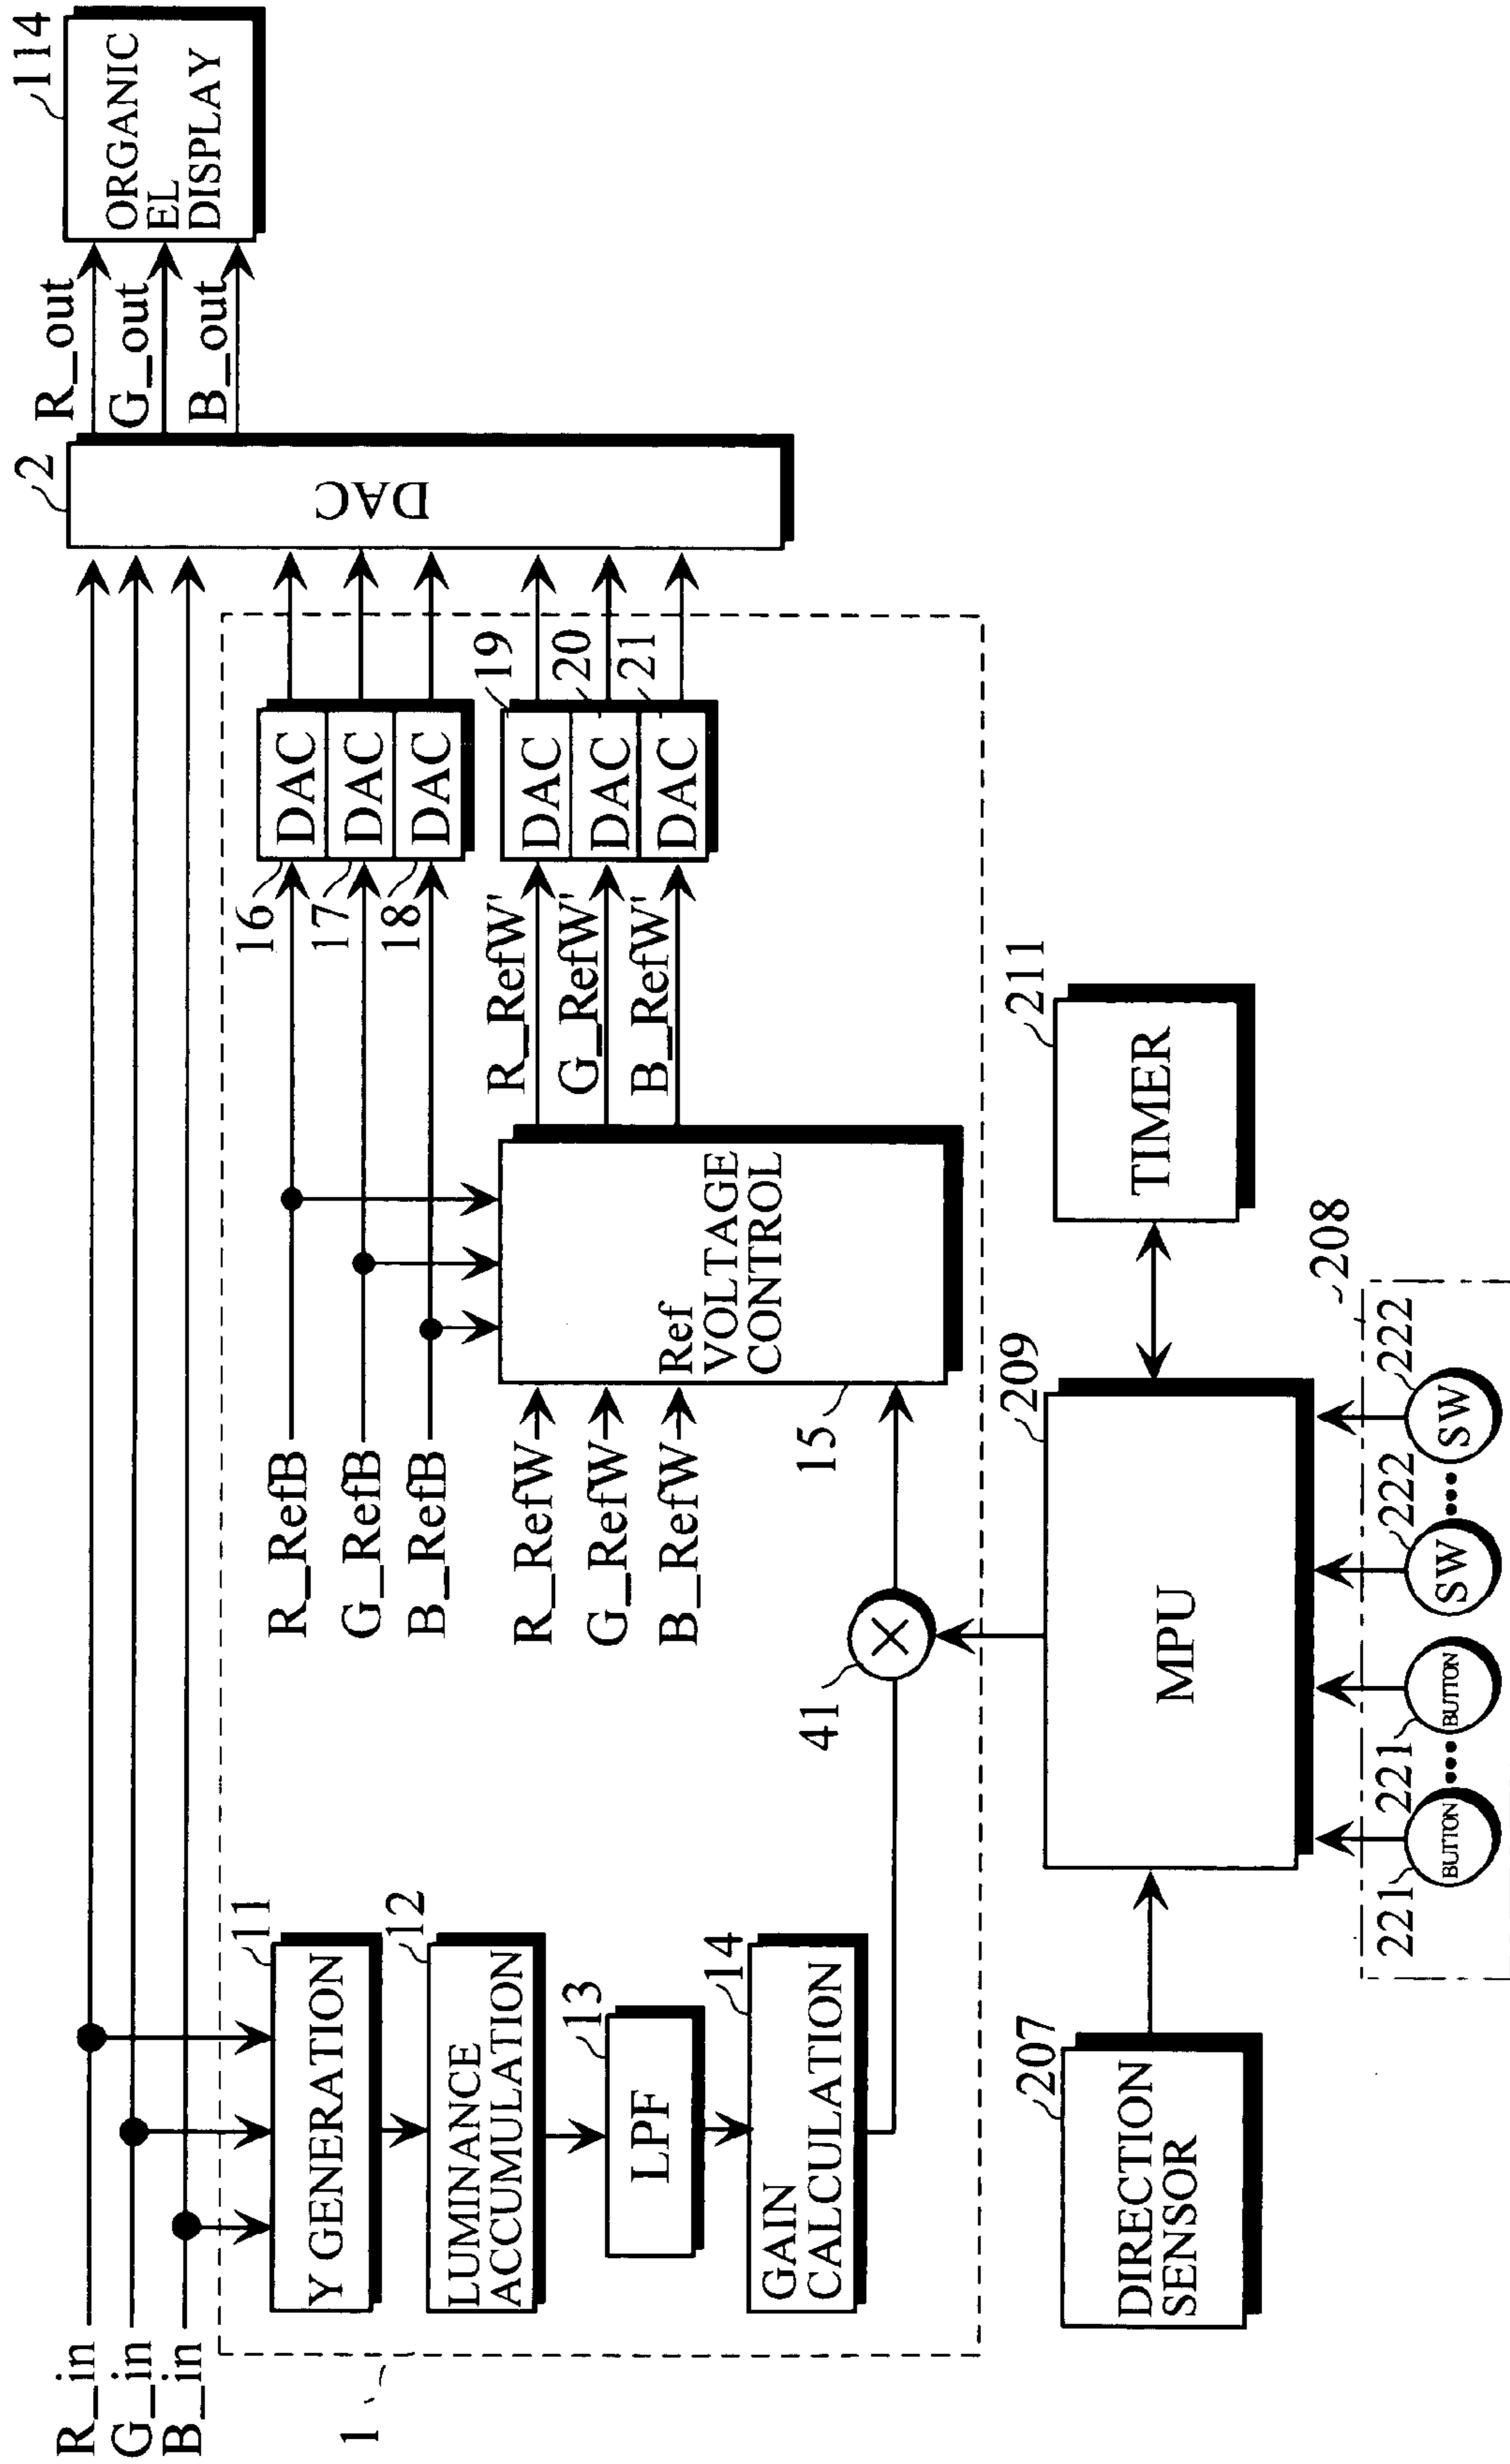 R_in
G_in
B_in
1
11
Y GENERATION
12
LUMINANCE
ACCUMULATION
13
LPF
14
GAIN
CALCULATION
41
×
R_RefB
G_RefB
B_RefB
R_RefW
G_RefW
B_RefW
15
Ref
VOLTAGE
CONTROL
R_RefW'
G_RefW'
B_RefW'
16
17
18
DAC
DAC
DAC
19
20
21
DAC
DAC
DAC
2
DAC
R_out
G_out
B_out
114
ORGANIC
EL
DISPLAY
207
DIRECTION
SENSOR
209
MPU
211
TIMER
208
221
BUTTON
221
BUTTON
222
SW
222
SW